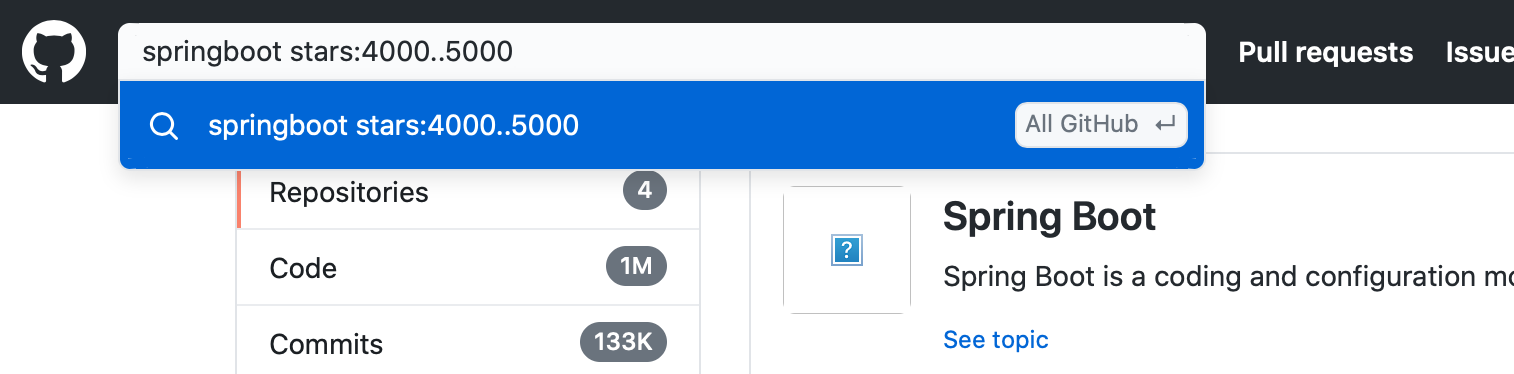 springboot stars:4000..5000
Pull requests
Issue
springboot stars:4000..5000
All GitHub ↵
Repositories 4
Code 1M
Commits 133K
?
Spring Boot
Spring Boot is a coding and configuration mo
See topic